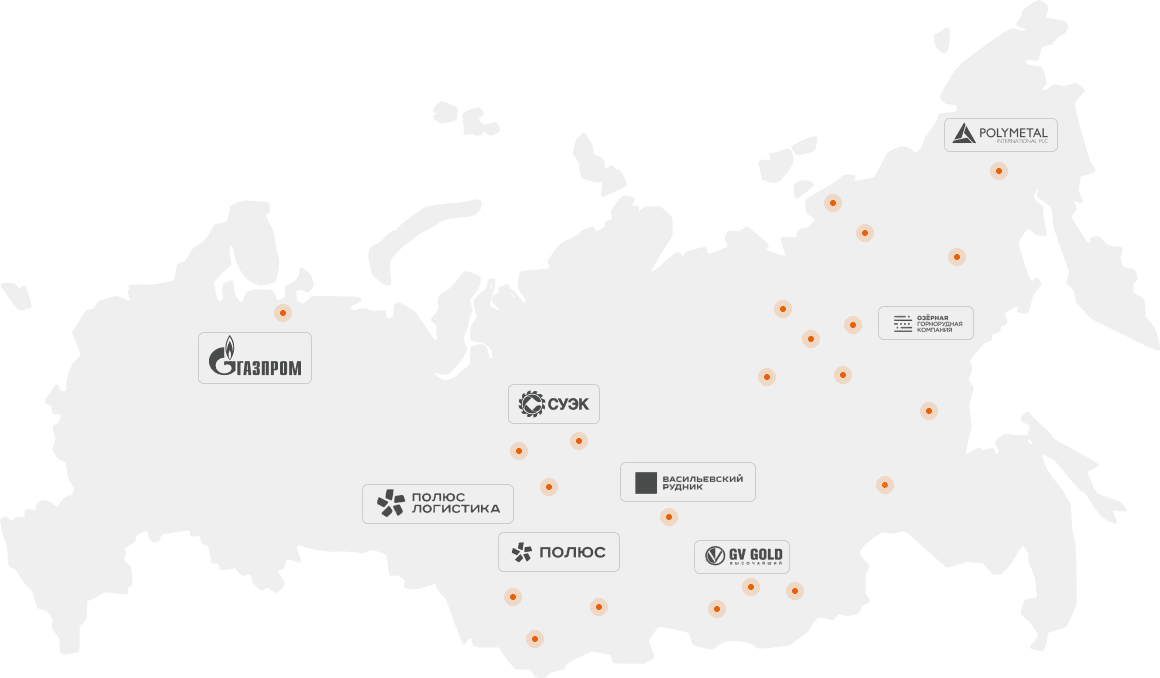 POLYMETAL
INTERNATIONAL PLC
ОЗЁРНАЯ
ГОРНОРУДНАЯ
КОМПАНИЯ
ГАЗПРОМ
СУЭК
ВАСИЛЬЕВСКИЙ
РУДНИК
ПОЛЮС
ЛОГИСТИКА
ПОЛЮС
GV GOLD
ВЫСОЧАЙШИЙ